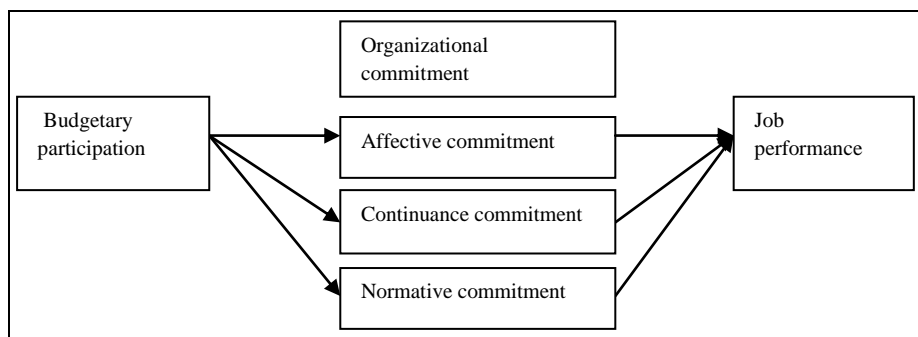 Organizational
commitment
Budgetary
participation
Affective commitment
Job
performance
Continuance commitment
Normative commitment